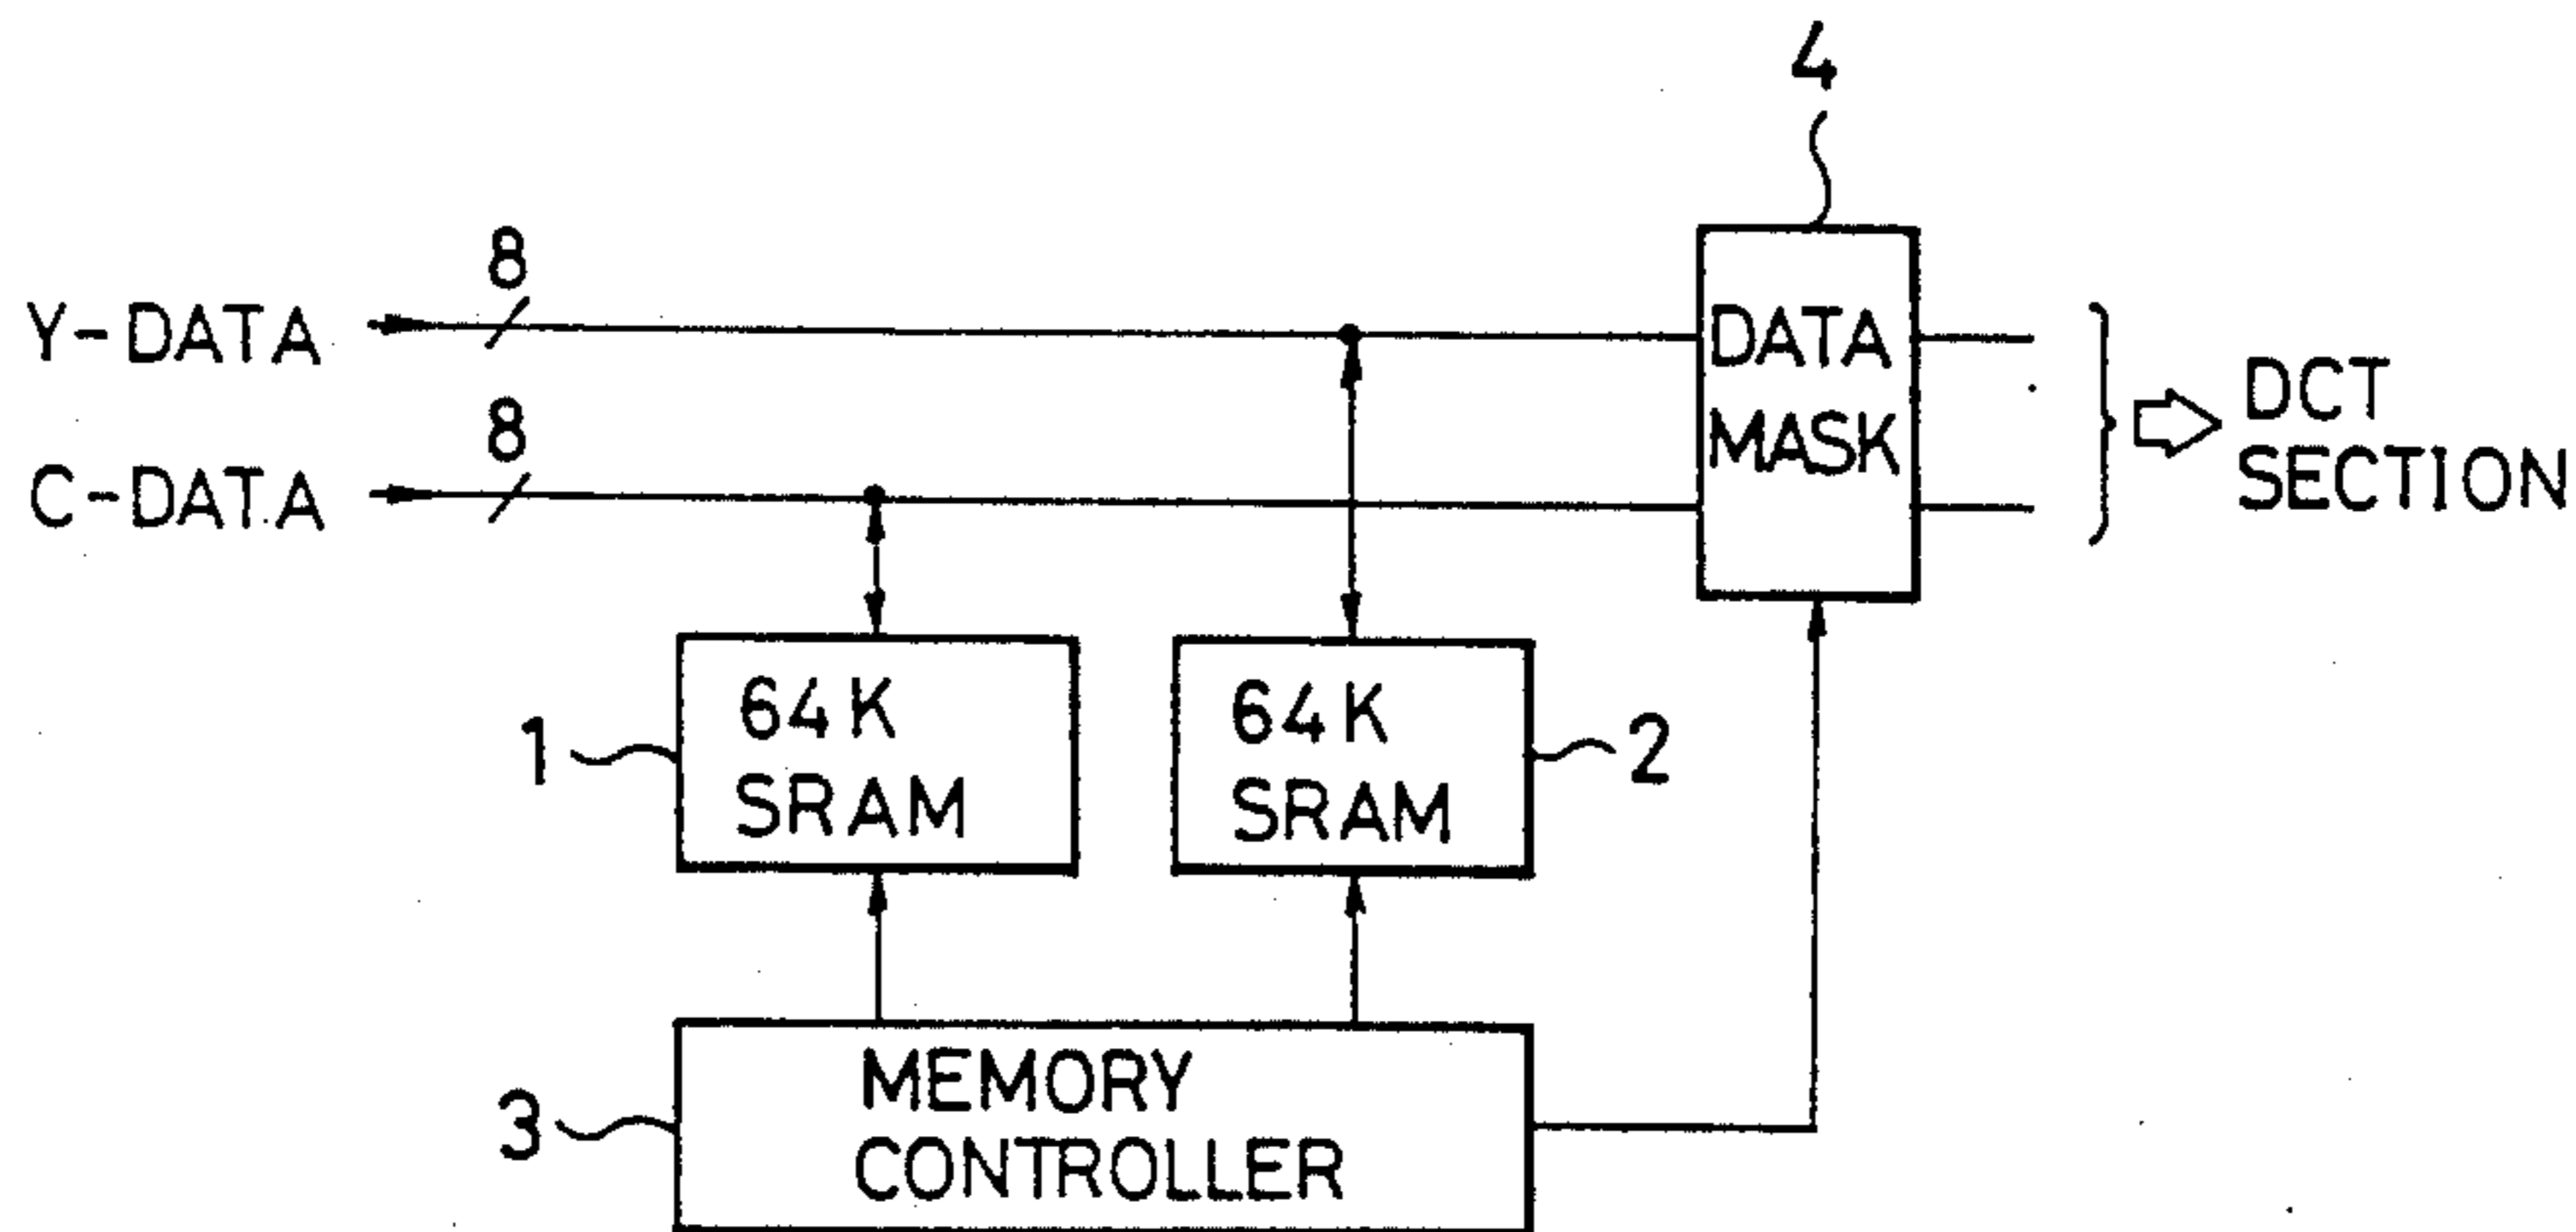 4
8
Y-DATA
DATA
MASK
DCT
SECTION
8
C-DATA
1
64K
SRAM
64K
SRAM
2
3
MEMORY
CONTROLLER